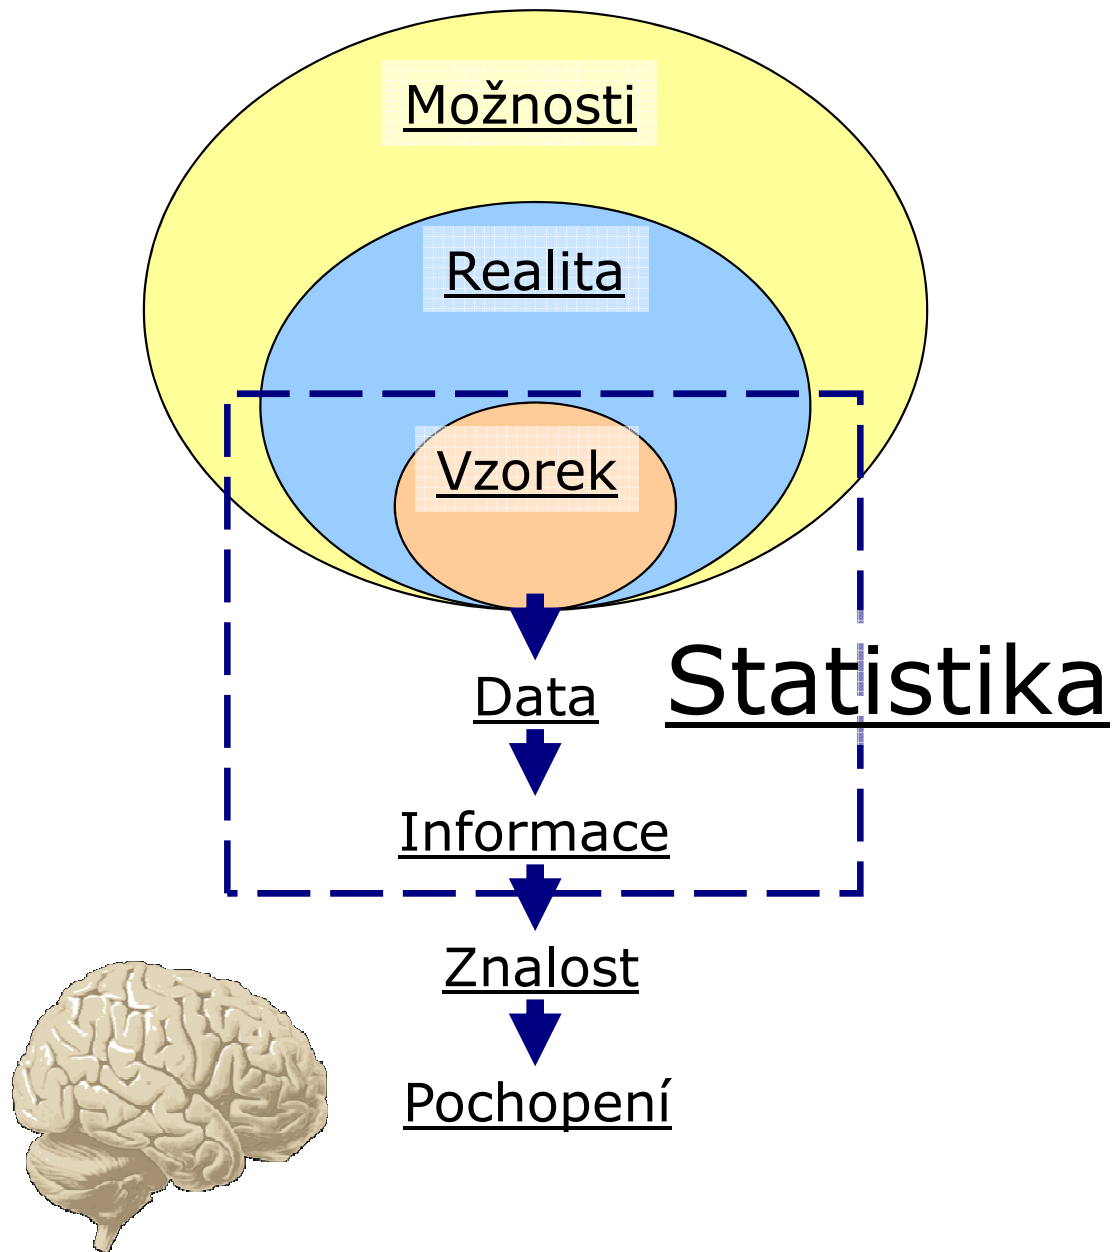 Možnosti
Realita
Vzorek
Statistika
Data
Informace
Znalost
Pochopení